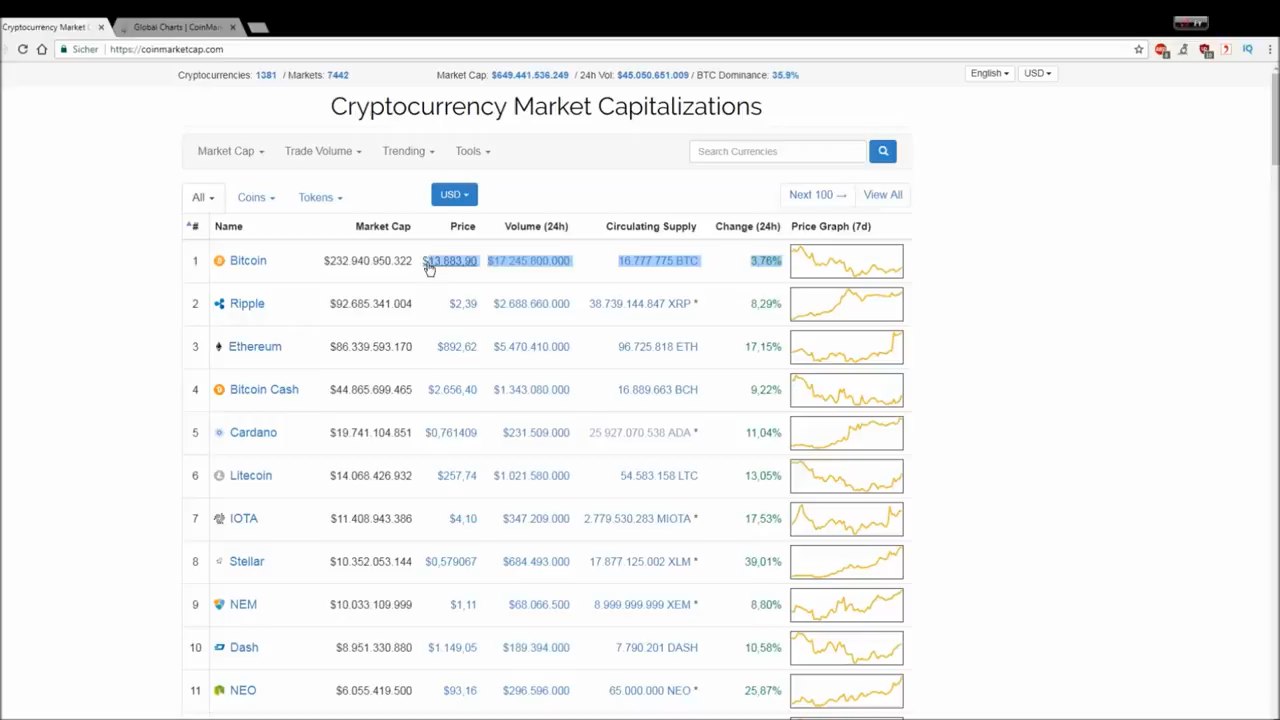 Cryptocurrency Market C
Global Charts | CoinMar
Sicher https://coinmarketcap.com
Cryptocurrencies: 1381 / Markets: 7442 Market Cap: $649.441.536.249 / 24h Vol: $45.050.651.009 / BTC Dominance: 35.9% English USD
Cryptocurrency Market Capitalizations
Market Cap Trade Volume Trending Tools Search Currencies
All Coins Tokens USD Next 100 → View All
# Name Market Cap Price Volume (24h) Circulating Supply Change (24h) Price Graph (7d)
1 Bitcoin $232 940 950.322 $13.883,90 $17 245 800.000 16.777 775 BTC 3,76%
2 Ripple $92.685.341.004 $2,39 $2 688.660.000 38.739.144.847 XRP * 8,29%
3 Ethereum $86.339.593.170 $892,62 $5 470.410.000 96.725.818 ETH 17,15%
4 Bitcoin Cash $44.865.699.465 $2.656,40 $1.343.080.000 16.889.663 BCH 9,22%
5 Cardano $19.741.104.851 $0,761409 $231.509.000 25 927.070 538 ADA * 11,04%
6 Litecoin $14 068.426.932 $257,74 $1.021.580.000 54.583.158 LTC 13,05%
7 IOTA $11.408.943.386 $4,10 $347.209.000 2.779.530.283 MIOTA * 17,53%
8 Stellar $10.352.053.144 $0,579067 $684.493.000 17 877.125.002 XLM * 39,01%
9 NEM $10.033.109.999 $1,11 $68.066.500 8 999 999 999 XEM * 8,80%
10 Dash $8.951 330.880 $1 149,05 $189.394.000 7.790.201 DASH 10,58%
11 NEO $6.055.419.500 $93,16 $296.596.000 65.000.000 NEO * 25,87%